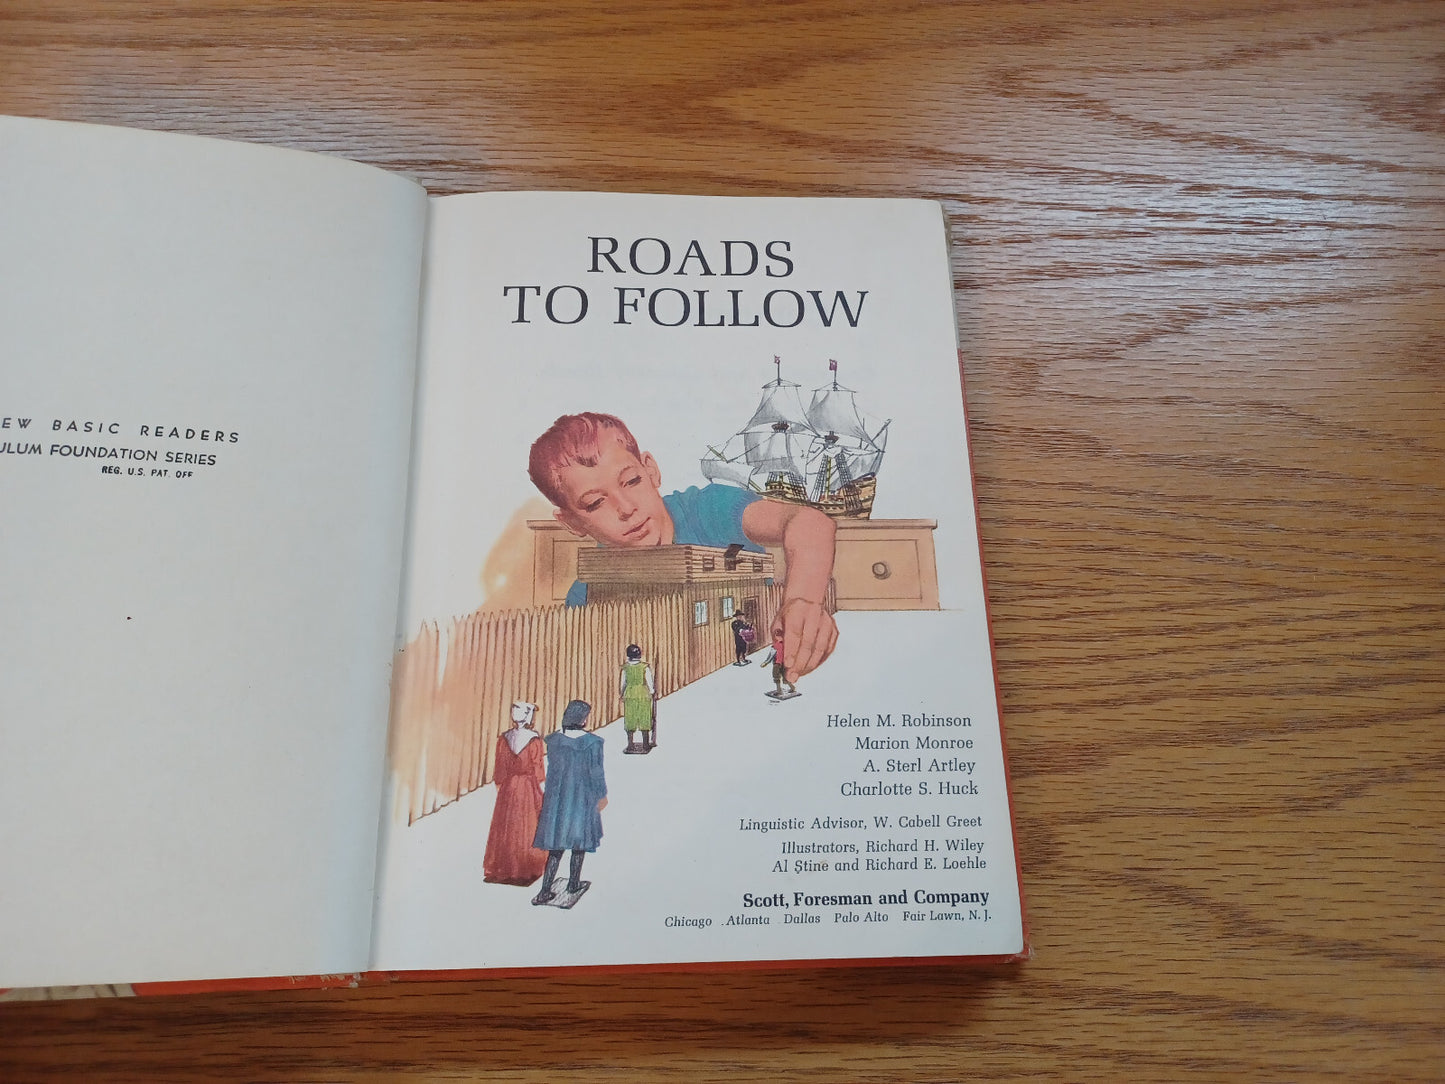 BASIC READERS
FOUNDATION SERIES
REG. U.S. PAT. OFF
ROADS
TO FOLLOW
Helen M. Robinson
Marion Monroe
A. Sterl Artley
Charlotte S. Huck
Linguistic Advisor, W. Cabell Greet
Illustrators, Richard H. Wiley
Al Stine and Richard E. Loehle
Scott, Foresman and Company
Chicago Atlanta Dallas Palo Alto Fair Lawn, N. J.